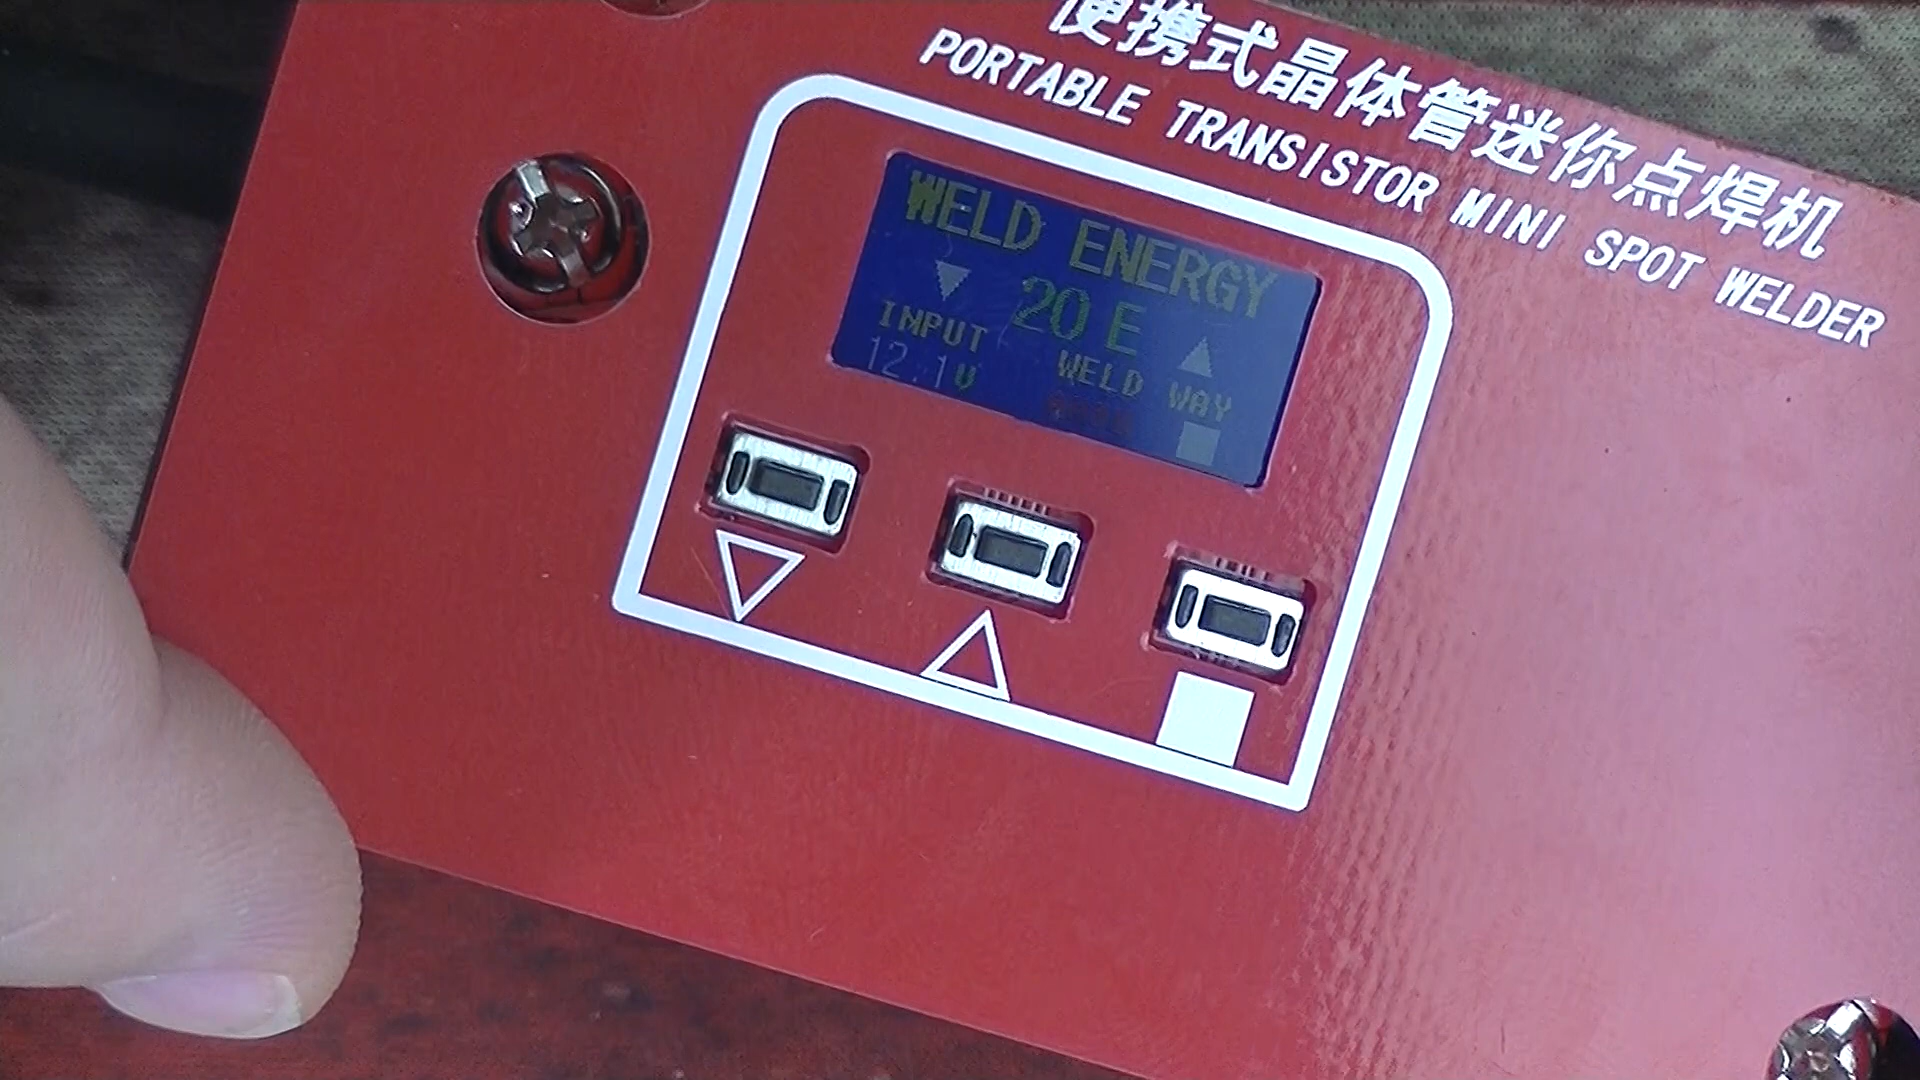 便携式晶体管迷你点焊机
PORTABLE TRANSISTOR MINI SPOT WELDER
WELD ENERGY
20 E
INPUT
WELD WAY
12.1V